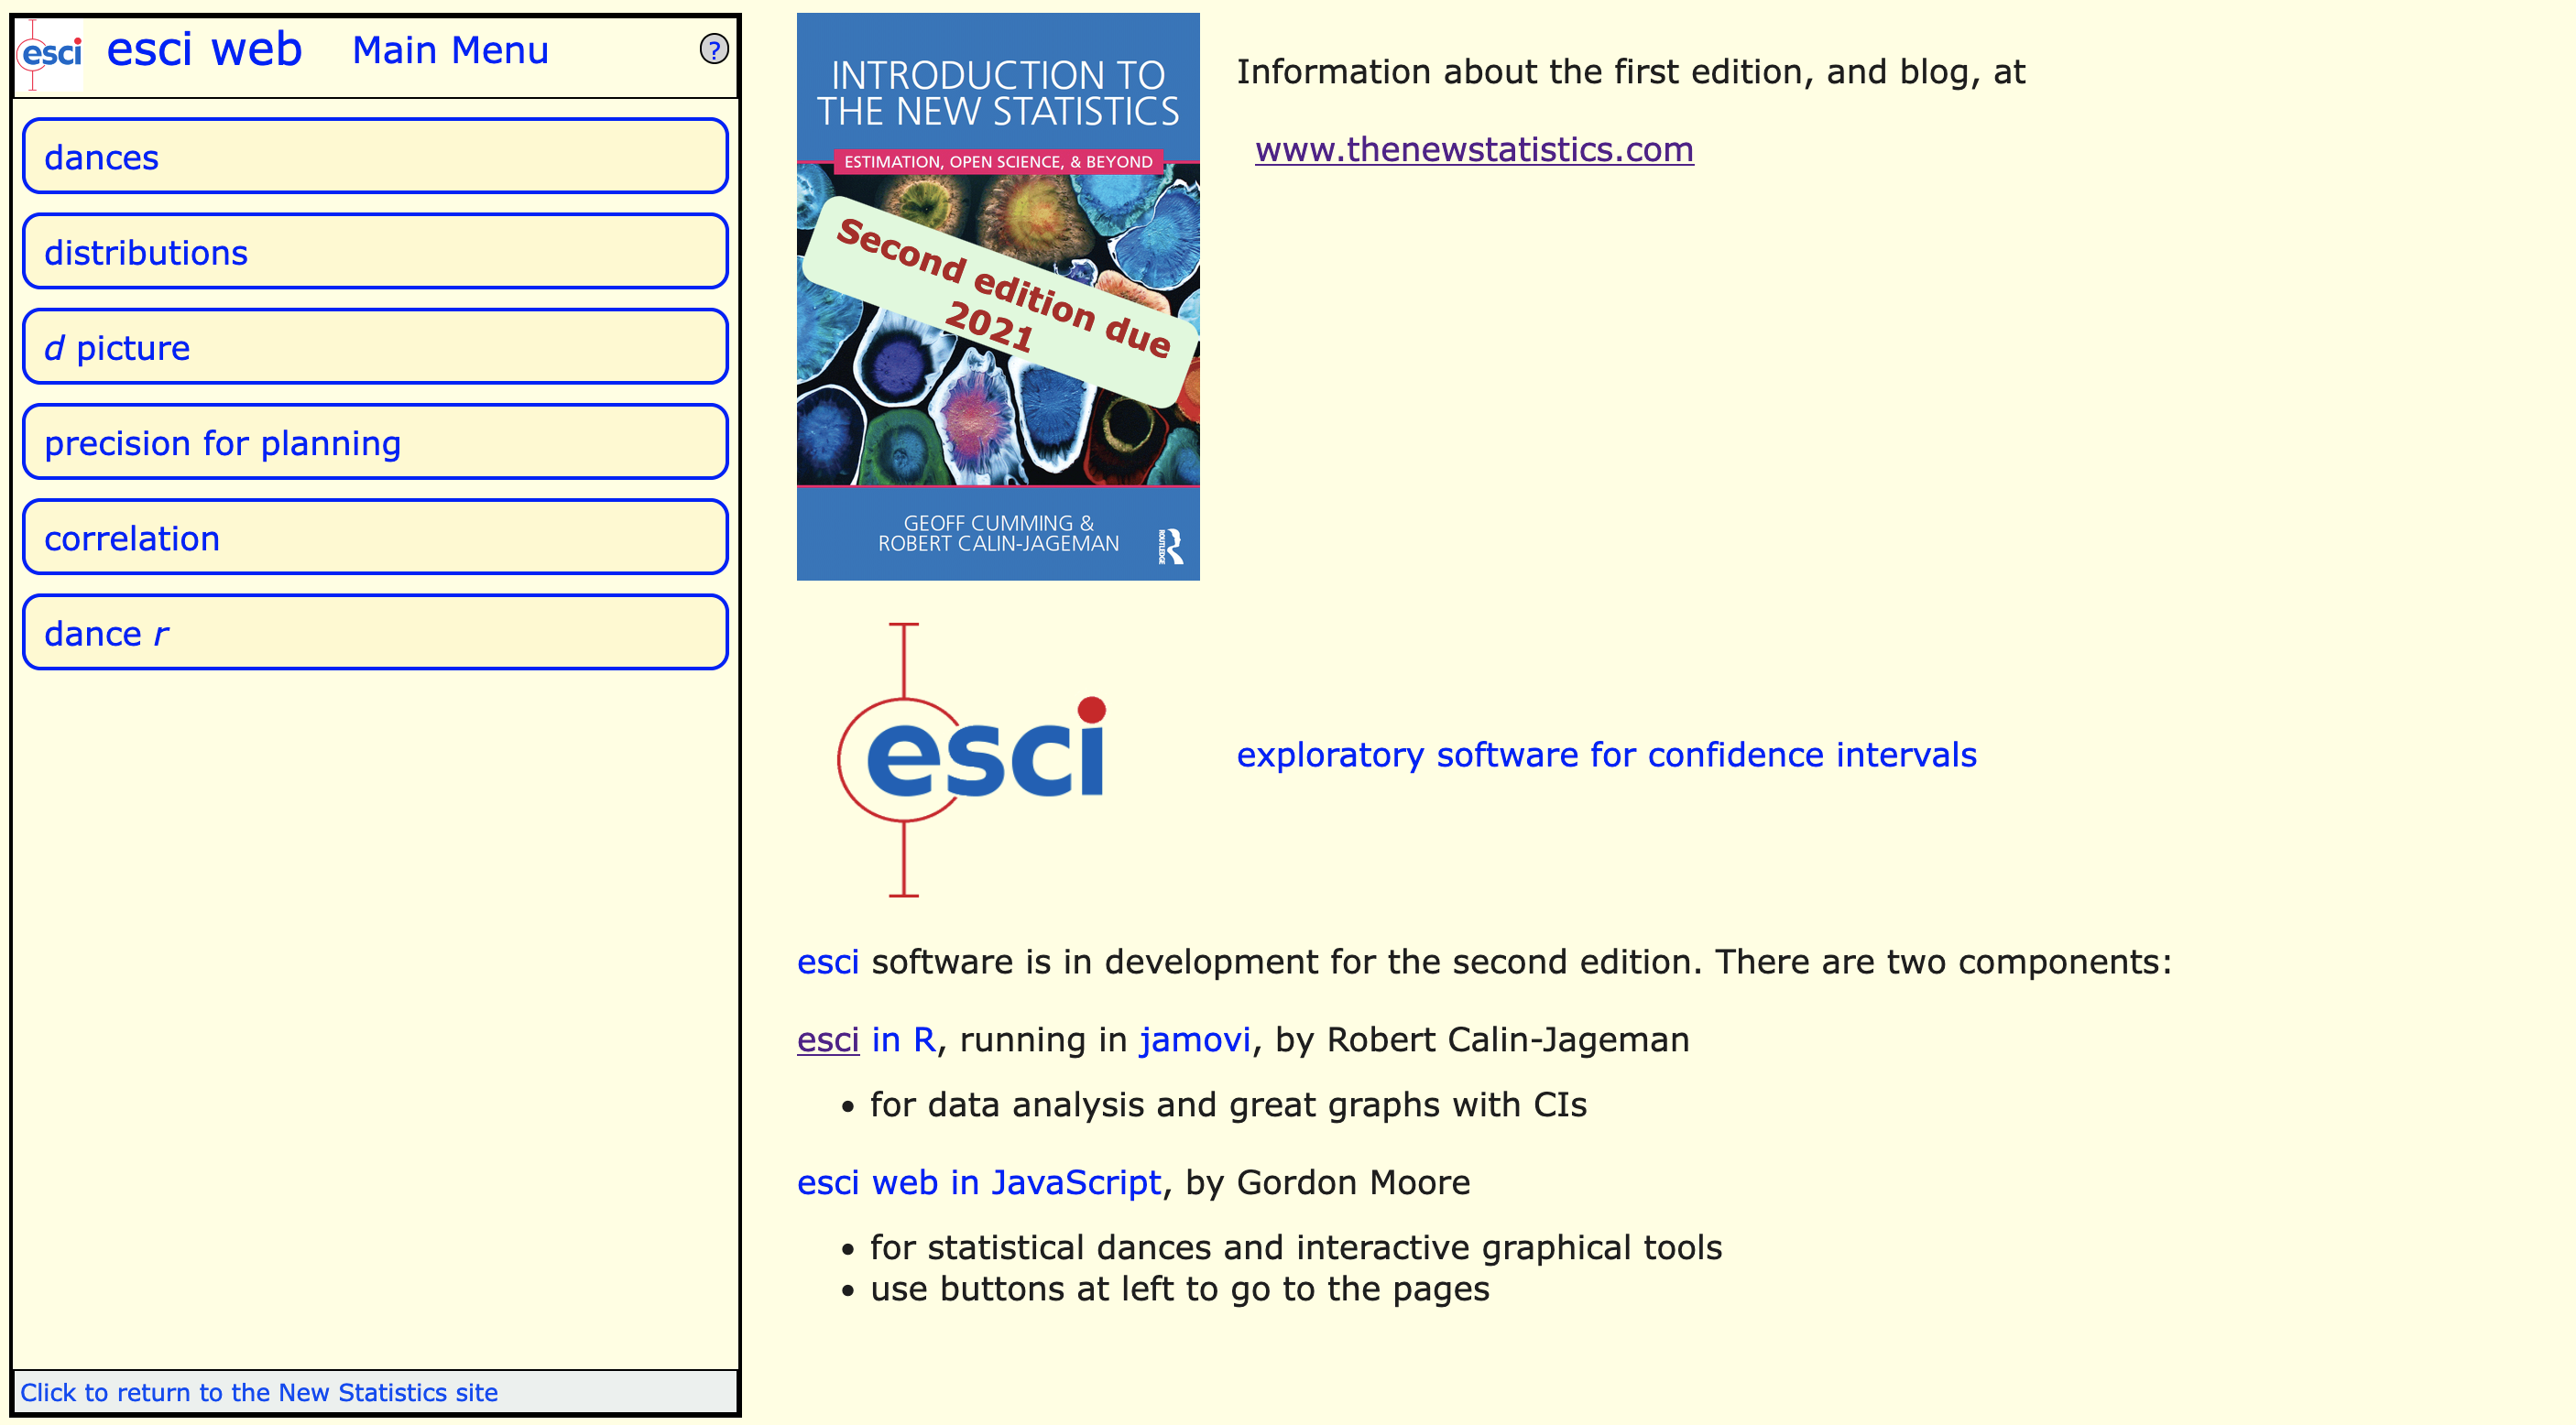 esci
esci web
Main Menu
?
dances
distributions
d picture
precision for planning
correlation
dance r
Click to return to the New Statistics site
INTRODUCTION TO
THE NEW STATISTICS
ESTIMATION, OPEN SCIENCE, & BEYOND
Second edition due
2021
GEOFF CUMMING &
ROBERT CALIN-JAGEMAN
ROUTLEDGE
Information about the first edition, and blog, at
www.thenewstatistics.com
esci
exploratory software for confidence intervals
esci software is in development for the second edition. There are two components:
esci in R, running in jamovi, by Robert Calin-Jageman
• for data analysis and great graphs with CIs
esci web in JavaScript, by Gordon Moore
• for statistical dances and interactive graphical tools
• use buttons at left to go to the pages